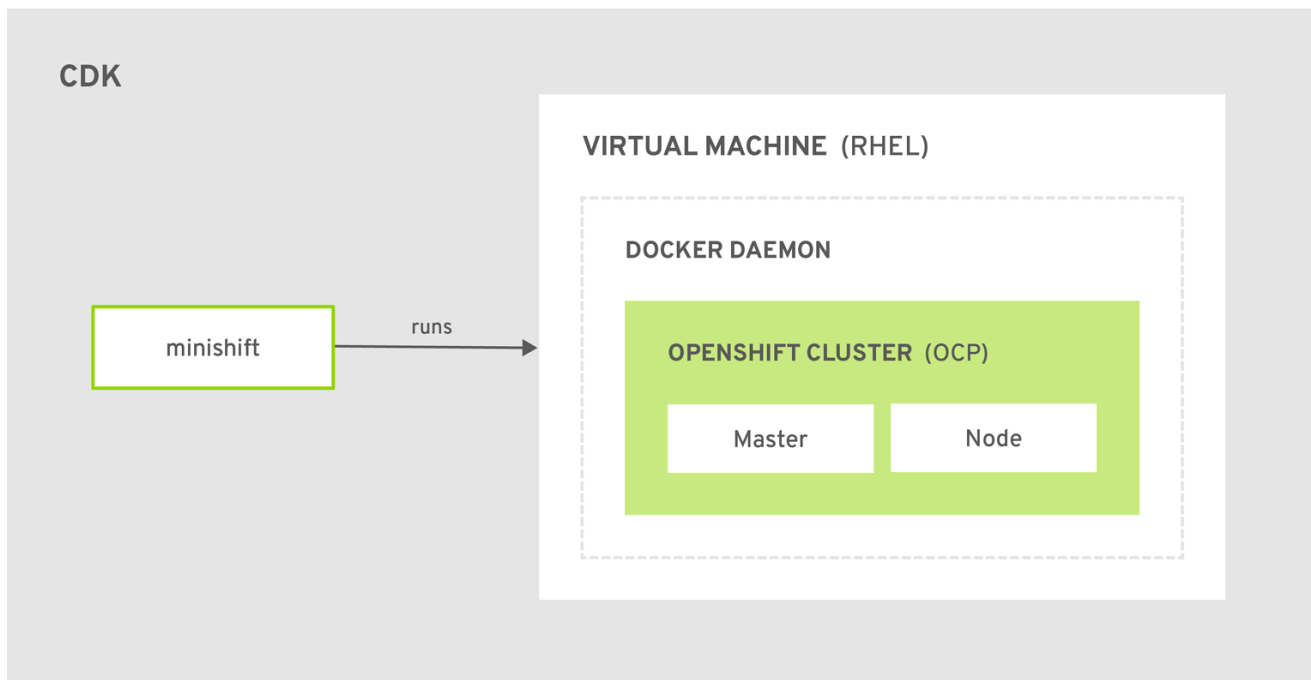 CDK
VIRTUAL MACHINE (RHEL)
DOCKER DAEMON
minishift
runs
OPENSHIFT CLUSTER (OCP)
Master
Node